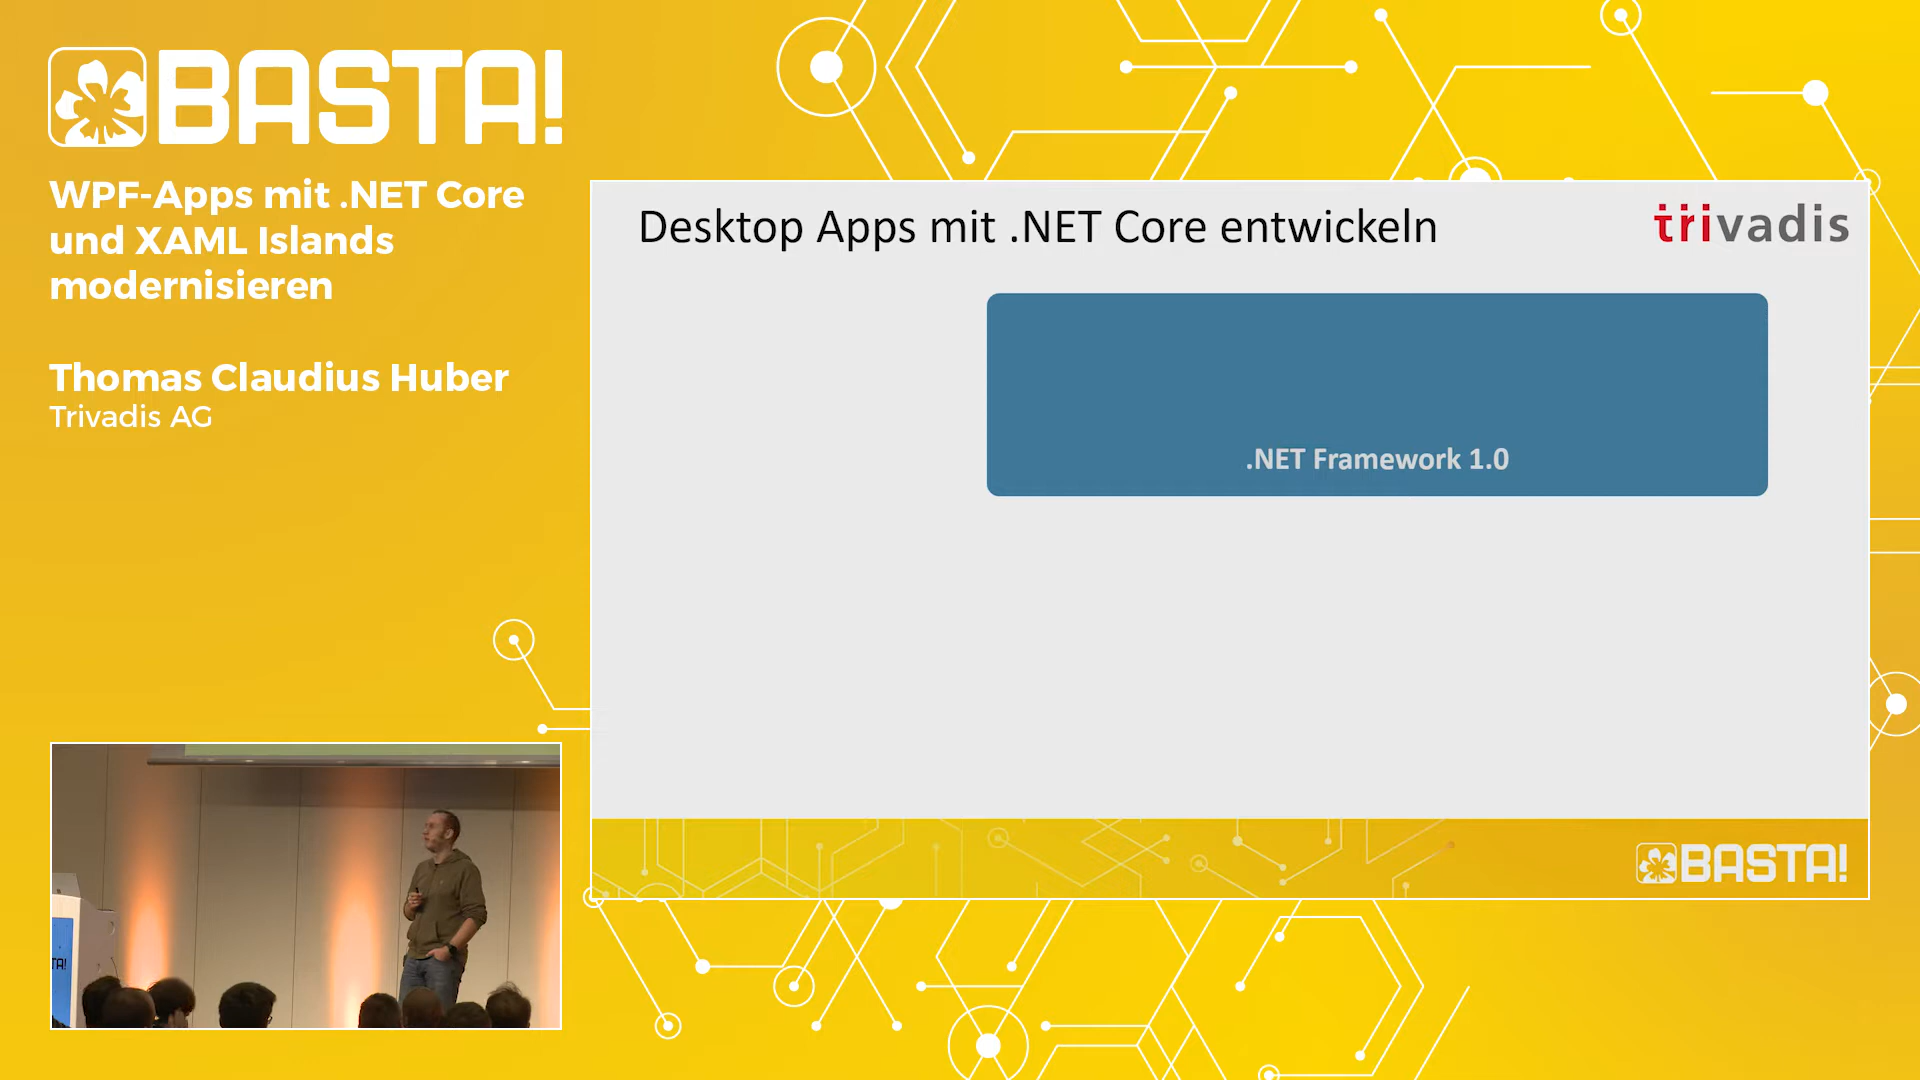 BASTA!
WPF-Apps mit .NET Core
und XAML Islands
modernisieren
Thomas Claudius Huber
Trivadis AG
Desktop Apps mit .NET Core entwickeln
trivadis
.NET Framework 1.0
BASTA!
TA!